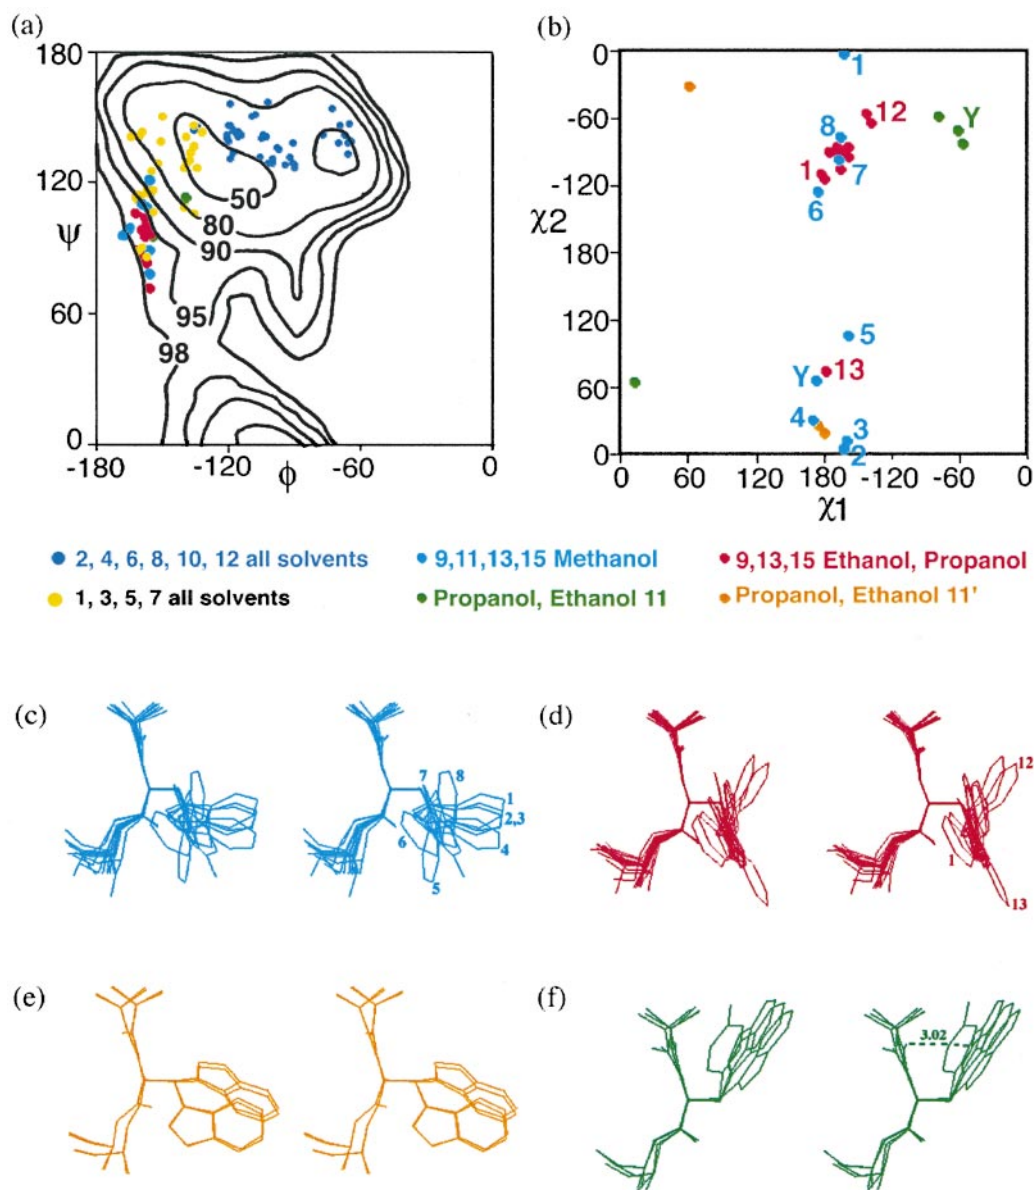 (a)
180
120
ψ
60
0
-180
-120
ϕ
-60
0
50
80
90
95
98
(b)
0
-60
-120
χ2
180
120
60
0
0
60
120
180
-120
-60
0
χ1
1
12
Y
8
7
1
6
5
13
Y
4
3
2
2, 4, 6, 8, 10, 12 all solvents
9,11,13,15 Methanol
9,13,15 Ethanol, Propanol
1, 3, 5, 7 all solvents
Propanol, Ethanol 11
Propanol, Ethanol 11'
(c)
7
8
1
2,3
4
6
5
(d)
12
1
13
(e)
(f)
3.02